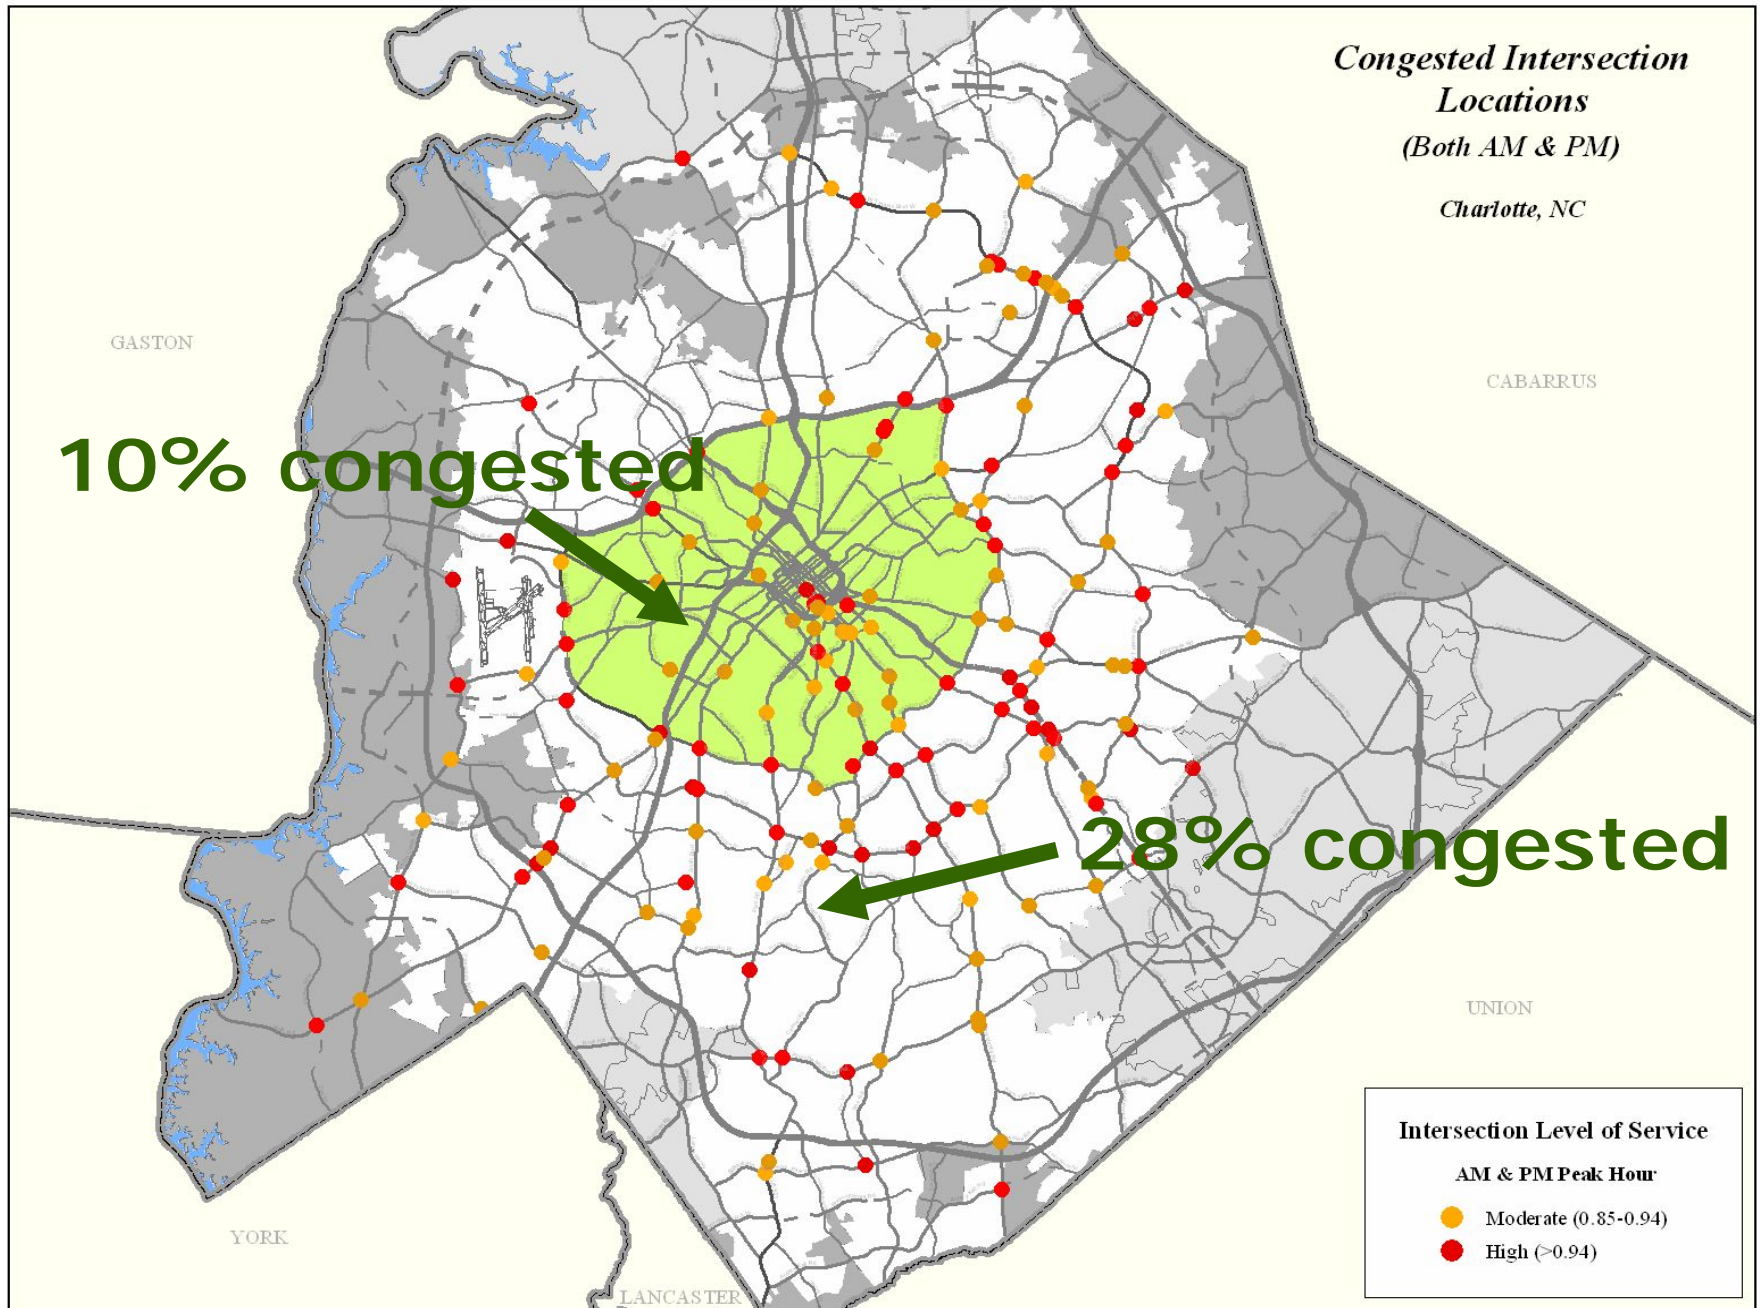 Congested Intersection
Locations
(Both AM & PM)
Charlotte, NC
GASTON
CABARRUS
10% congested
28% congested
UNION
YORK
LANCASTER
Intersection Level of Service
AM & PM Peak Hour
Moderate (0.85-0.94)
High (>0.94)